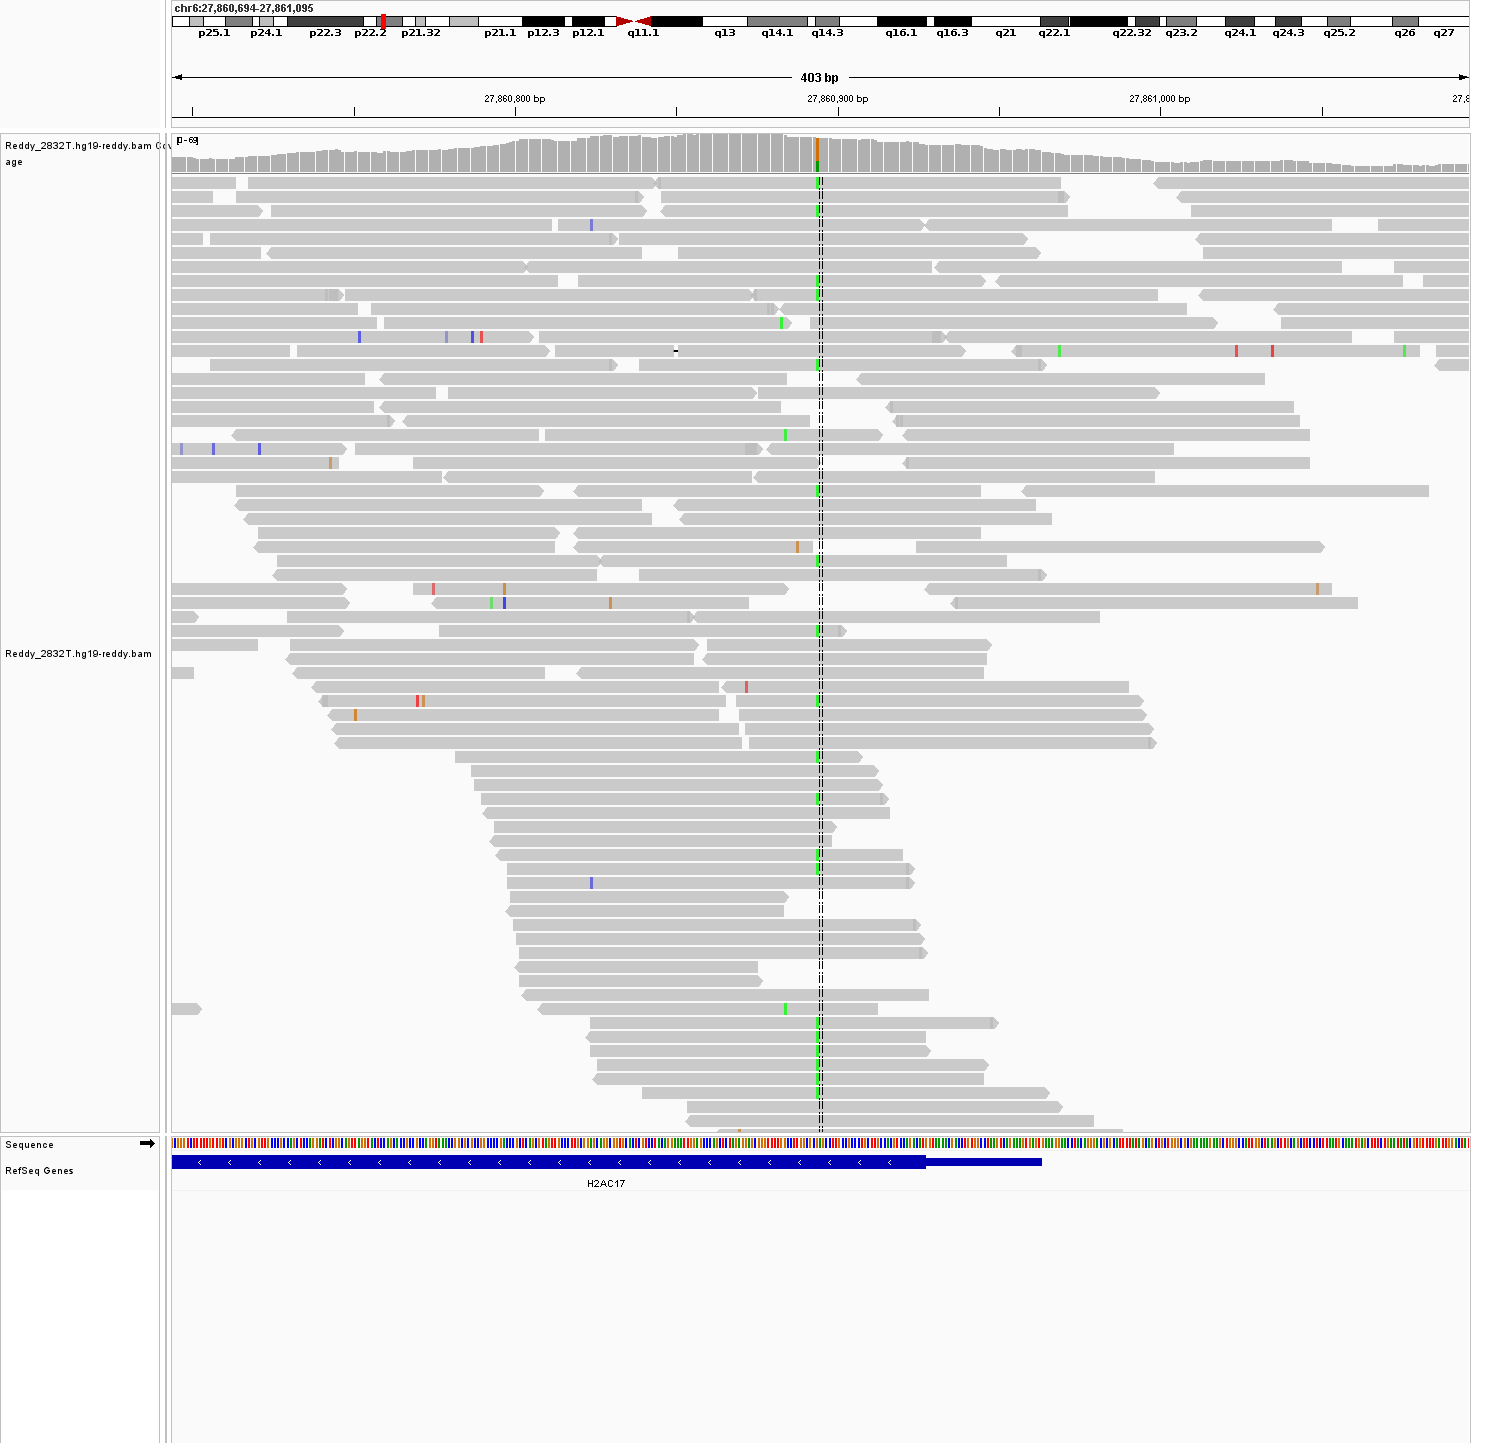 chr6:27,860,694-27,861,095
p25.1 p24.1 p22.3 p22.2 p21.32 p21.1 p12.3 p12.1 q11.1 q13 q14.1 q14.3 q16.1 q16.3 q21 q22.1 q22.32 q23.2 q24.1 q24.3 q25.2 q26 q27
403 bp
27,860,800 bp 27,860,900 bp 27,861,000 bp 27,8
[0-69]
Reddy_2832T.hg19-reddy.bam Cov
age
Reddy_2832T.hg19-reddy.bam
Sequence
RefSeq Genes
H2AC17